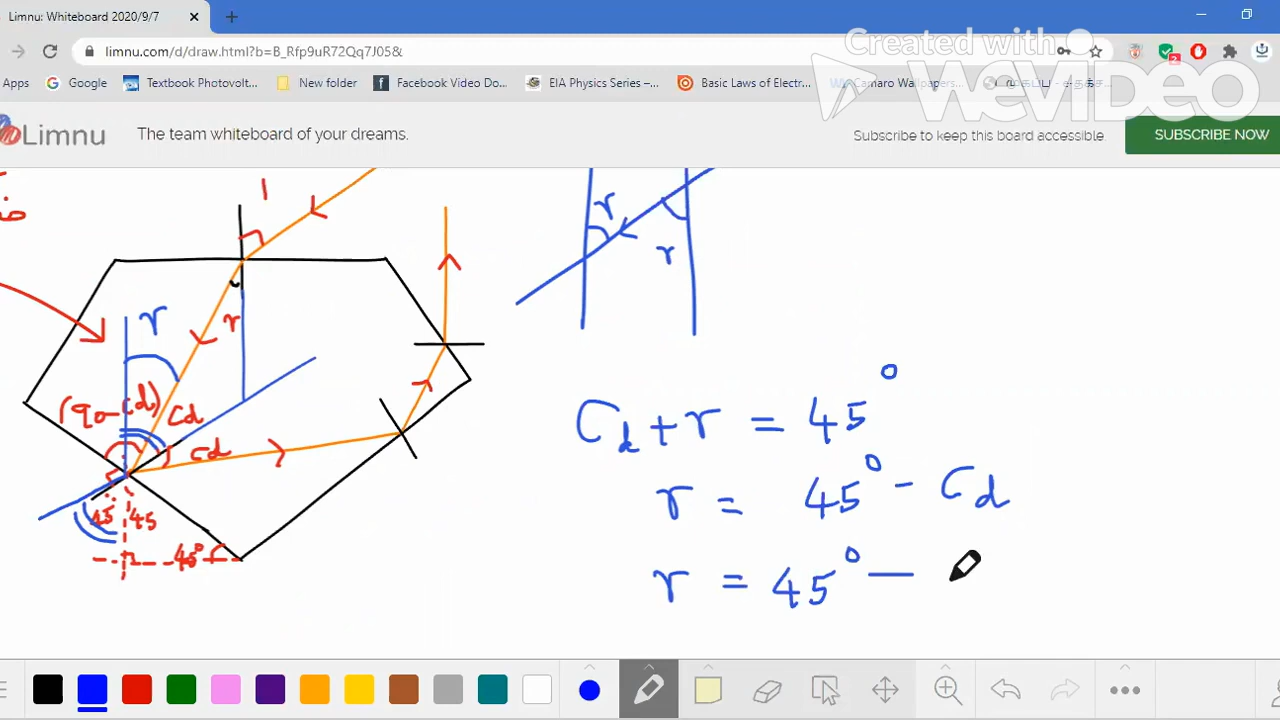 Limnu: Whiteboard 2020/9/7
limnu.com/d/draw.html?b=B_Rfp9uR72Qq7J05&
Created with
WEVIDEO
Apps
Google
Textbook Photovolt...
New folder
Facebook Video Do...
EIA Physics Series –...
Basic Laws of Electr...
Camaro Wallpapers...
Limnu
The team whiteboard of your dreams.
Subscribe to keep this board accessible.
SUBSCRIBE NOW
r
r
r
r
(90-Cd)
Cd
Cd
45
45
45°
Cd + r = 45°
r = 45° - Cd
r = 45° —